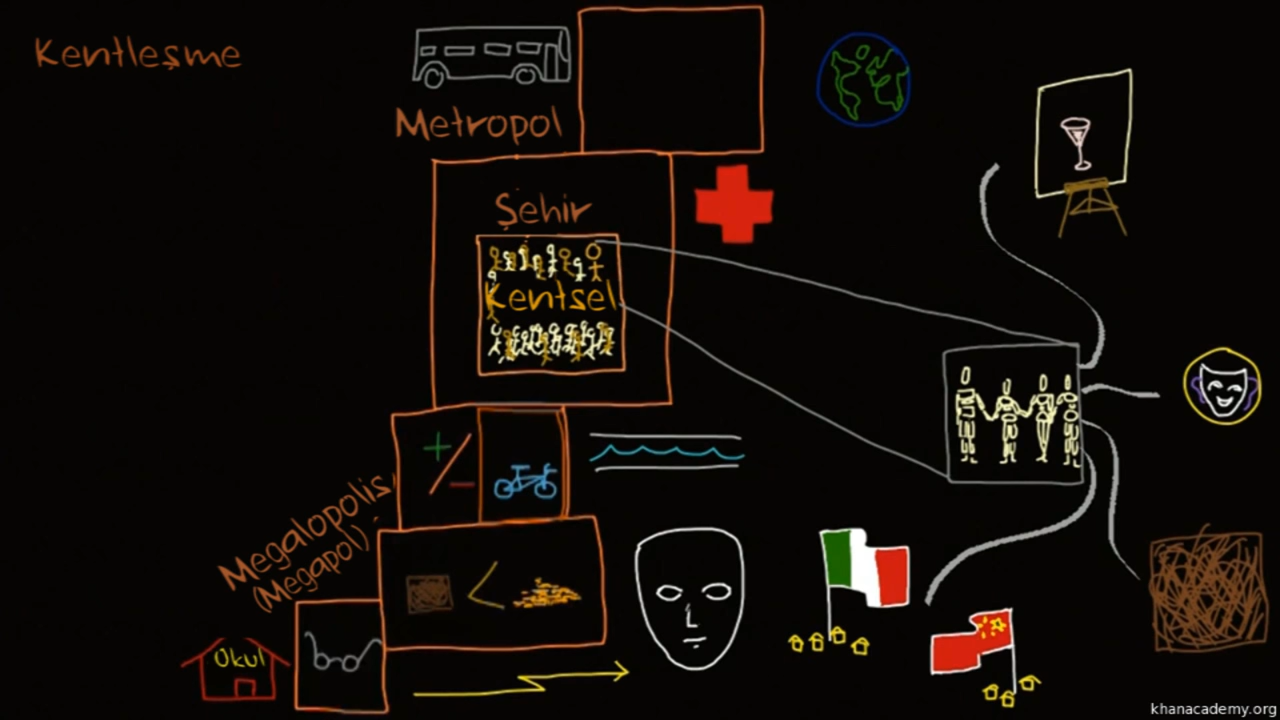 Kentleşme
Metropol
Şehir
Kentsel
Megalopolis
(Megapol)
Okul
khanacademy.org